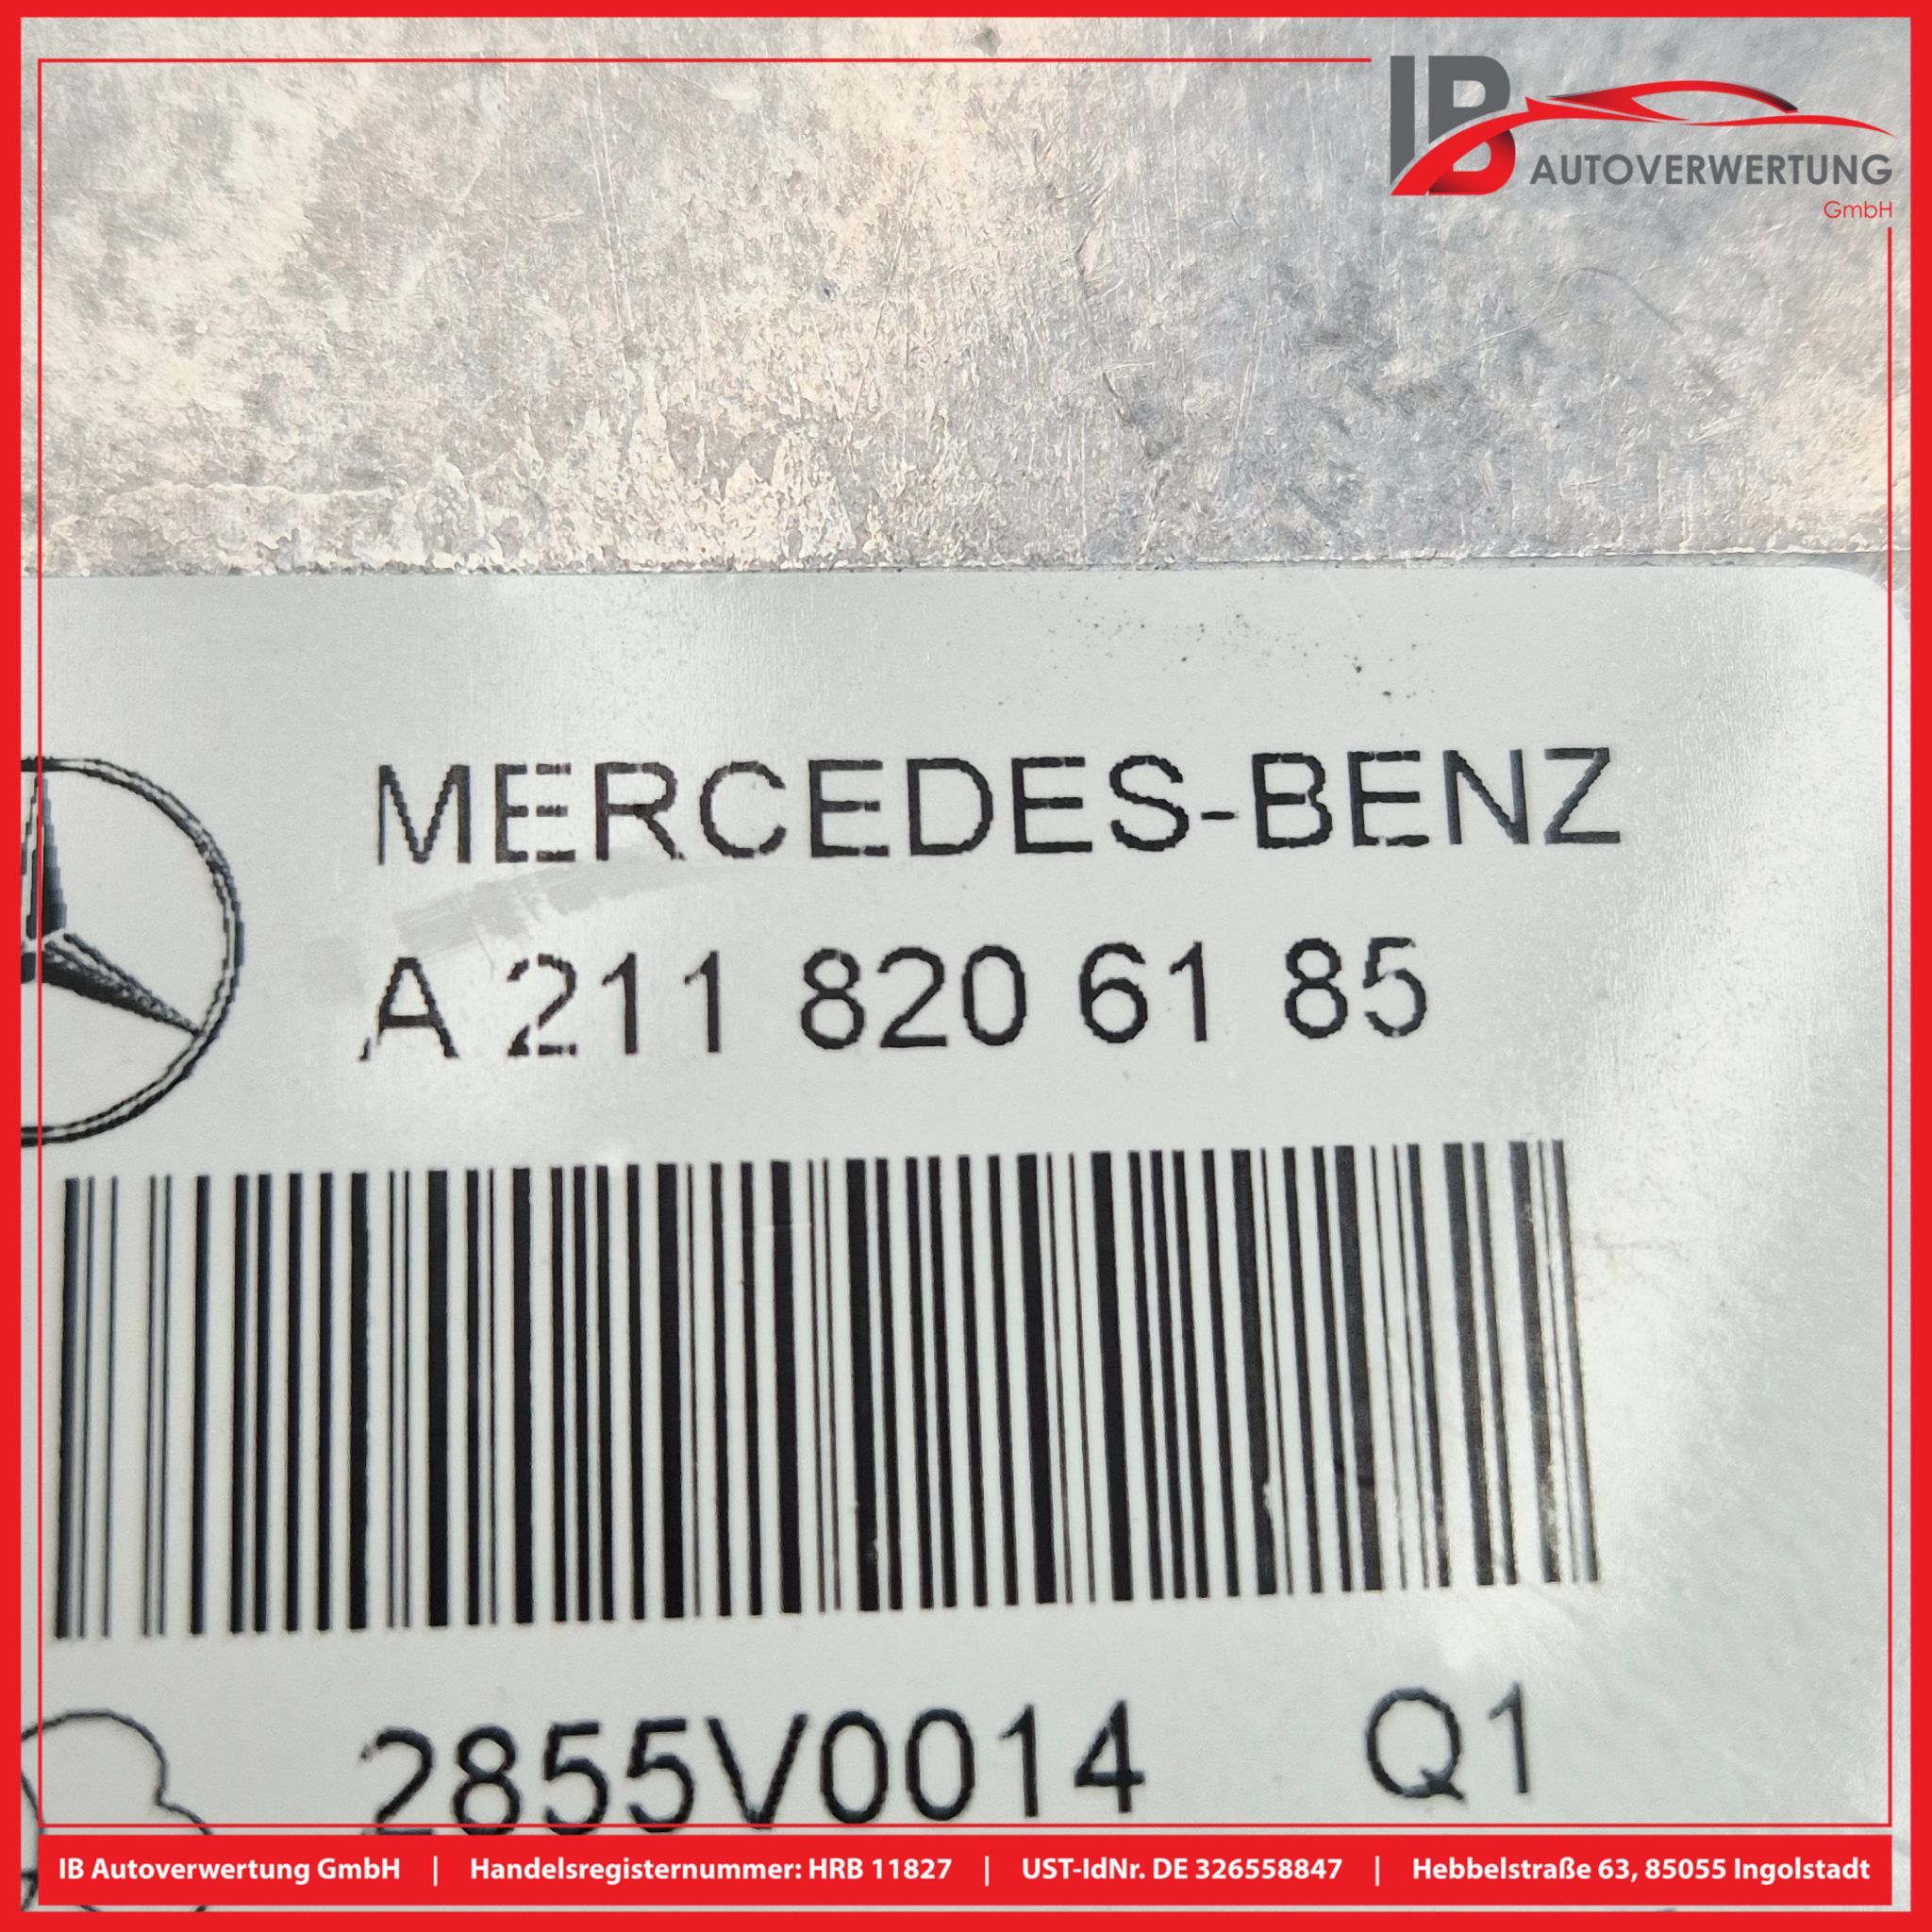 IB
AUTOVERWERTUNG
GmbH
MERCEDES-BENZ
A 211 820 61 85
2855V0014 Q1
IB Autoverwertung GmbH | Handelsregisternummer: HRB 11827 | UST-IdNr. DE 326558847 | Hebbelstraße 63, 85055 Ingolstadt